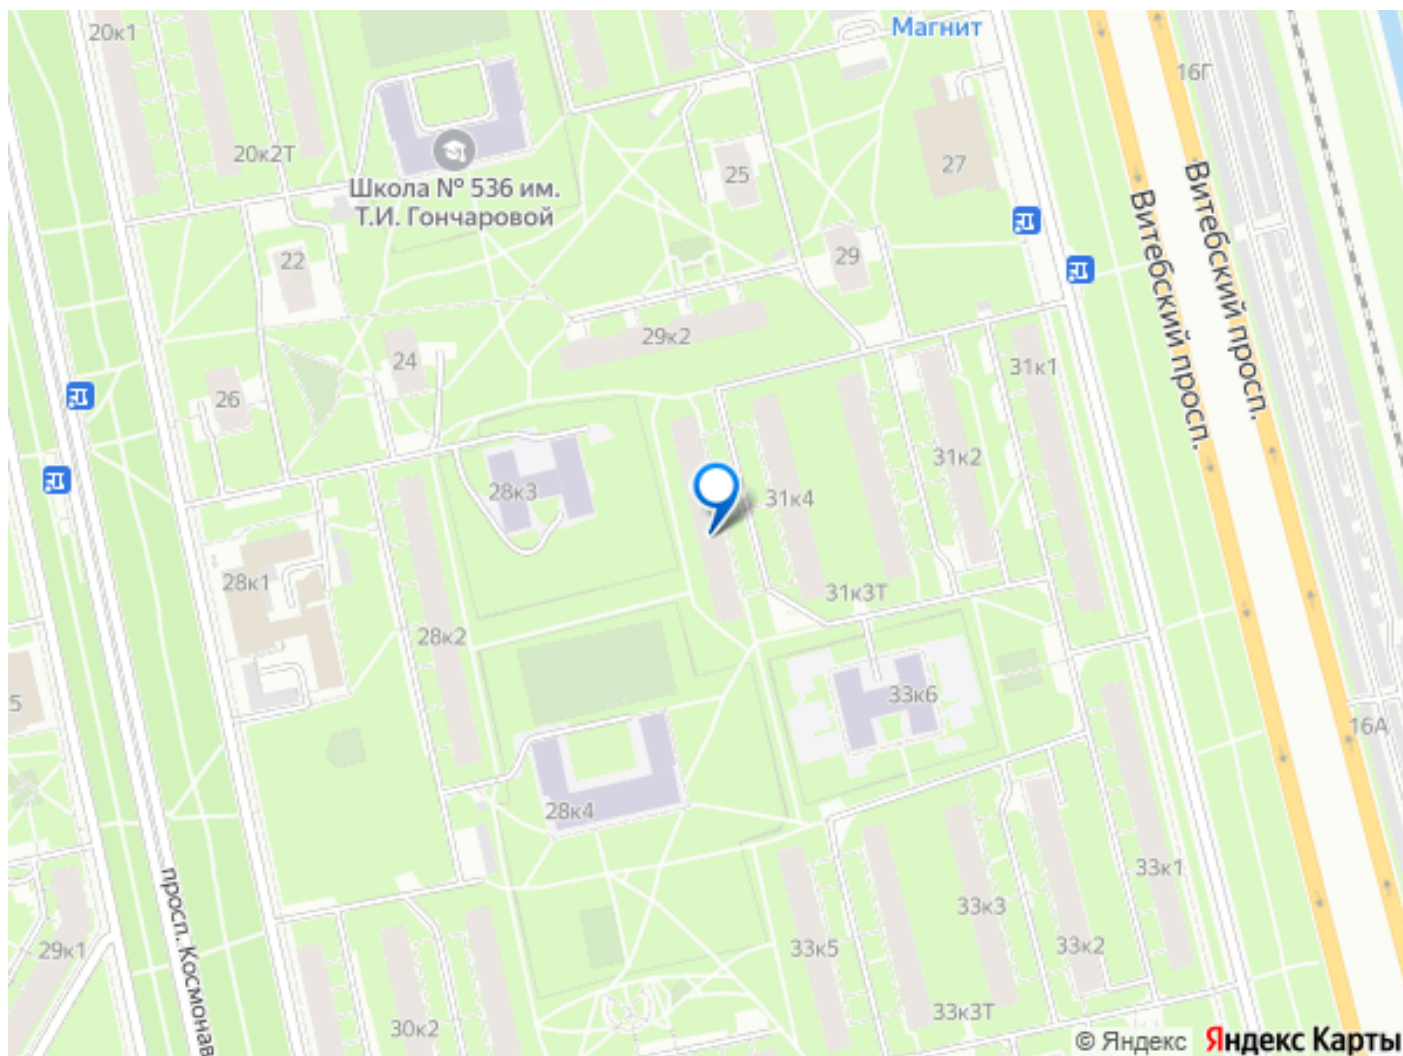 20к1
Магнит
16Г
20к2Т
Школа № 536 им.
Т.И. Гончаровой
25
27
Витебский просп.
Витебский просп.
22
29
24
29к2
26
31к1
28к3
31к4
31к2
28к1
31к3Т
28к2
33к6
5
16А
28к4
просп. Космонав
33к1
29к1
33к3
33к5
33к2
30к2
33к3Т
© Яндекс Яндекс Карты